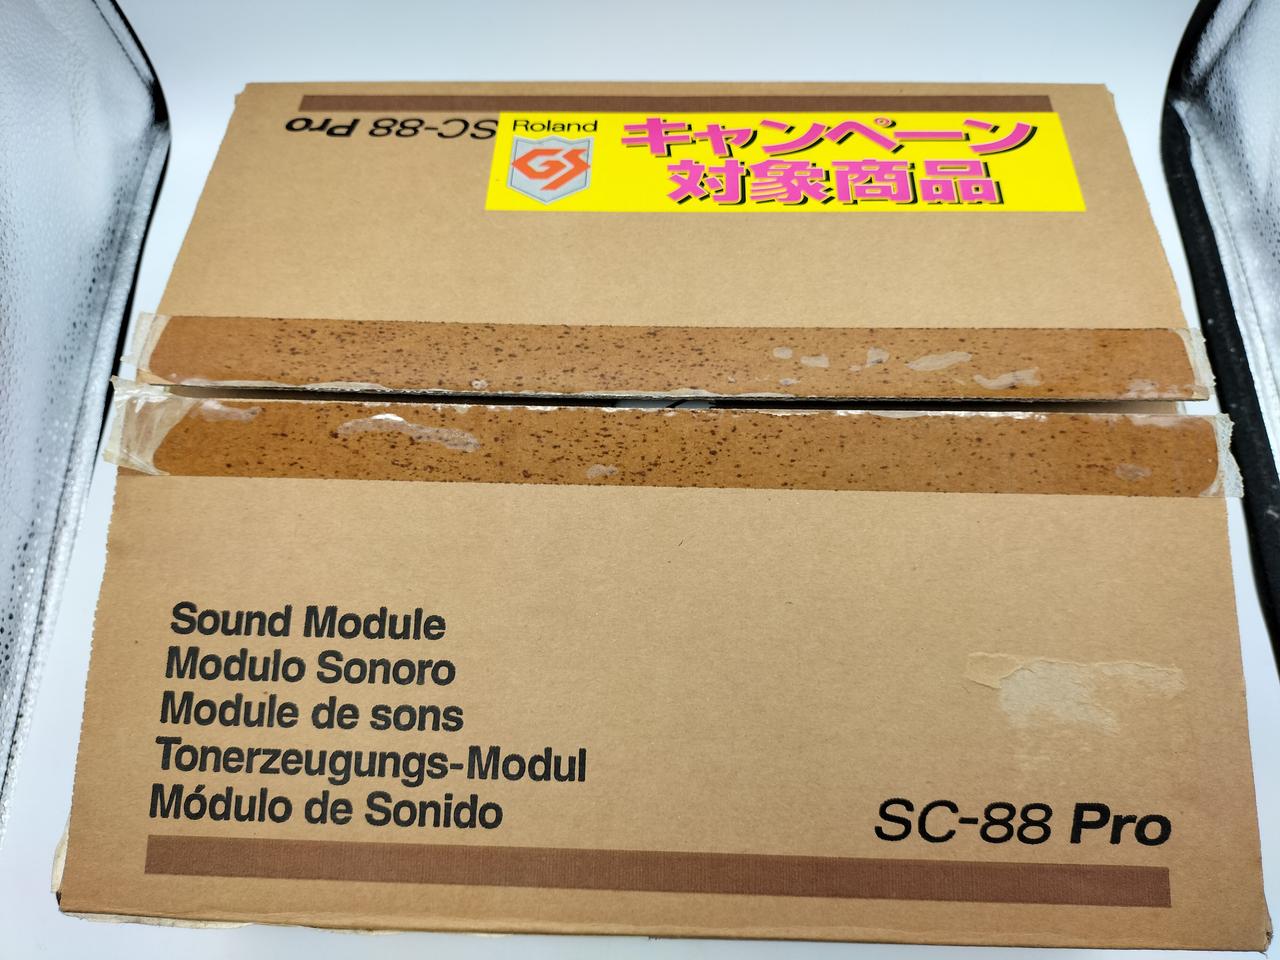 SC-88 Pro
Roland
GS
キャンペーン
対象商品
Sound Module
Modulo Sonoro
Module de sons
Tonerzeugungs-Modul
Módulo de Sonido
SC-88 Pro